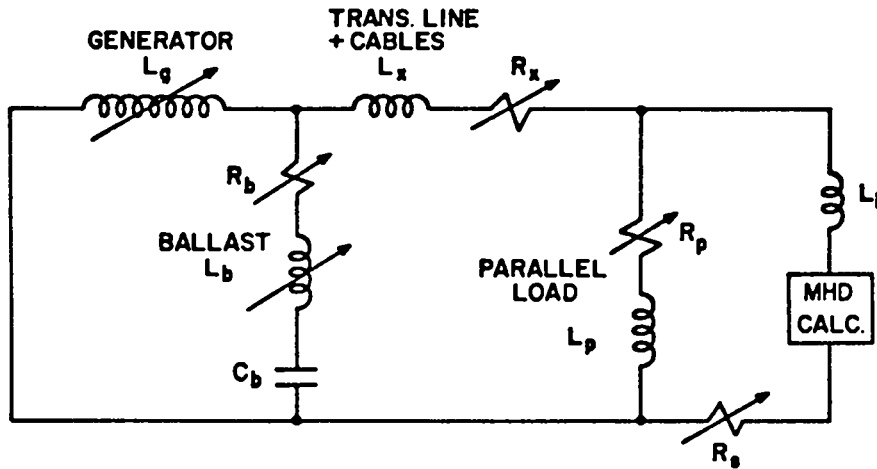 TRANS. LINE
+ CABLES
GENERATOR
Lg
Lx
Rx
Rb
BALLAST
Lb
Cb
Rp
PARALLEL
LOAD
Lp
MHD
CALC.
Rs